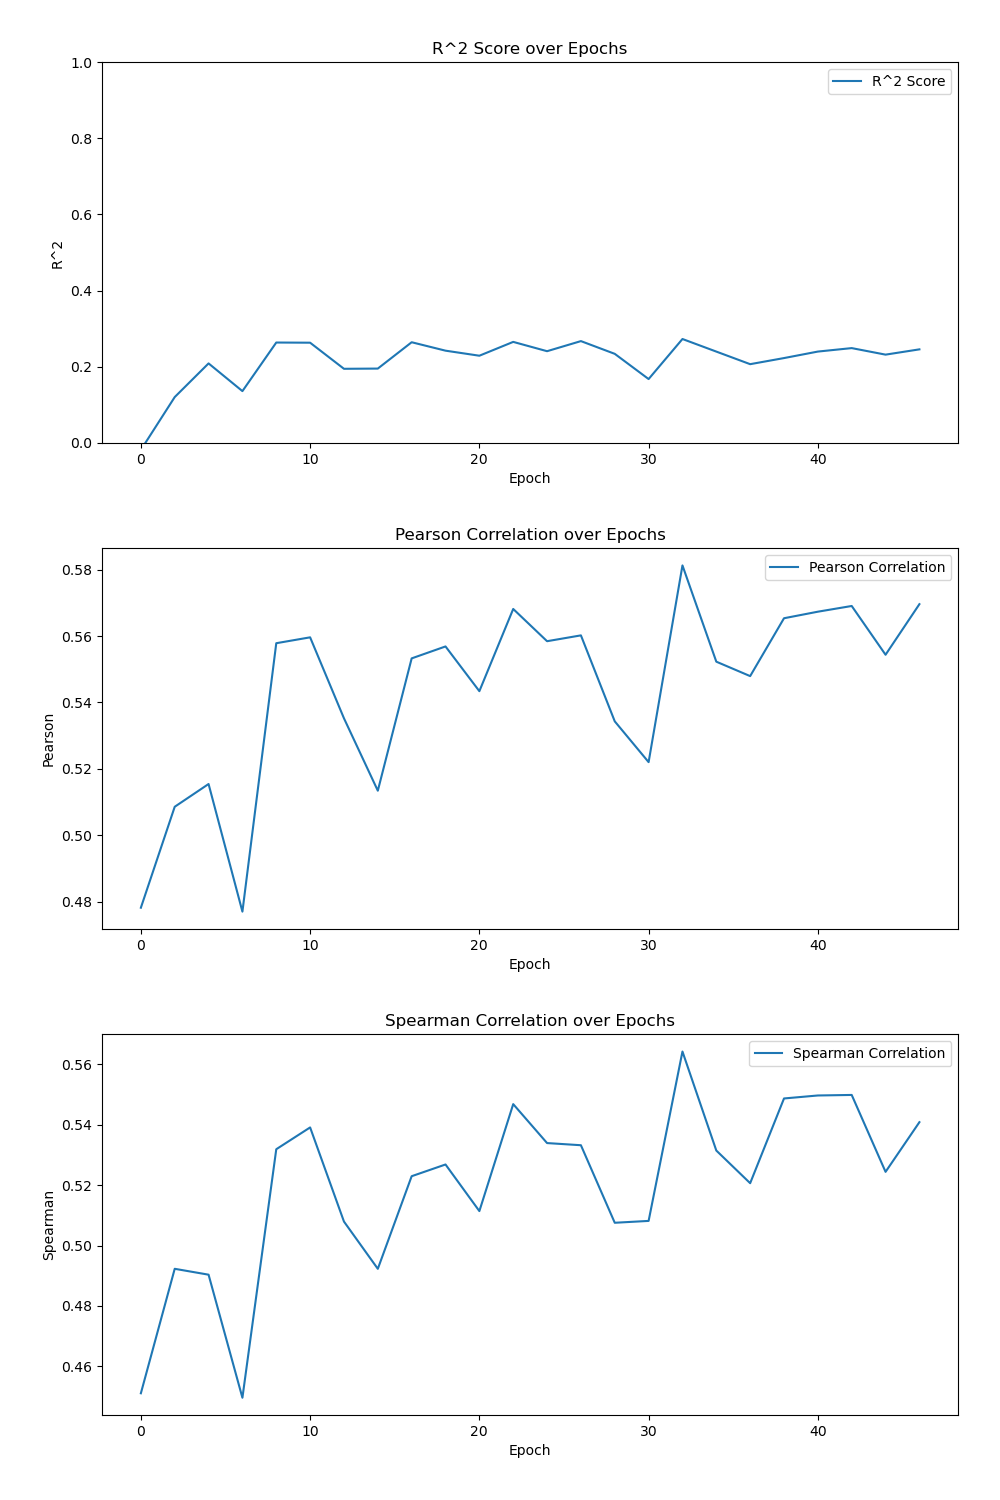 R^2 Score over Epochs
R^2 Score
1.0
0.8
0.6
0.4
0.2
0.0
R^2
0 10 20 30 40
Epoch
Pearson Correlation over Epochs
Pearson Correlation
0.58
0.56
0.54
0.52
0.50
0.48
Pearson
0 10 20 30 40
Epoch
Spearman Correlation over Epochs
Spearman Correlation
0.56
0.54
0.52
0.50
0.48
0.46
Spearman
0 10 20 30 40
Epoch